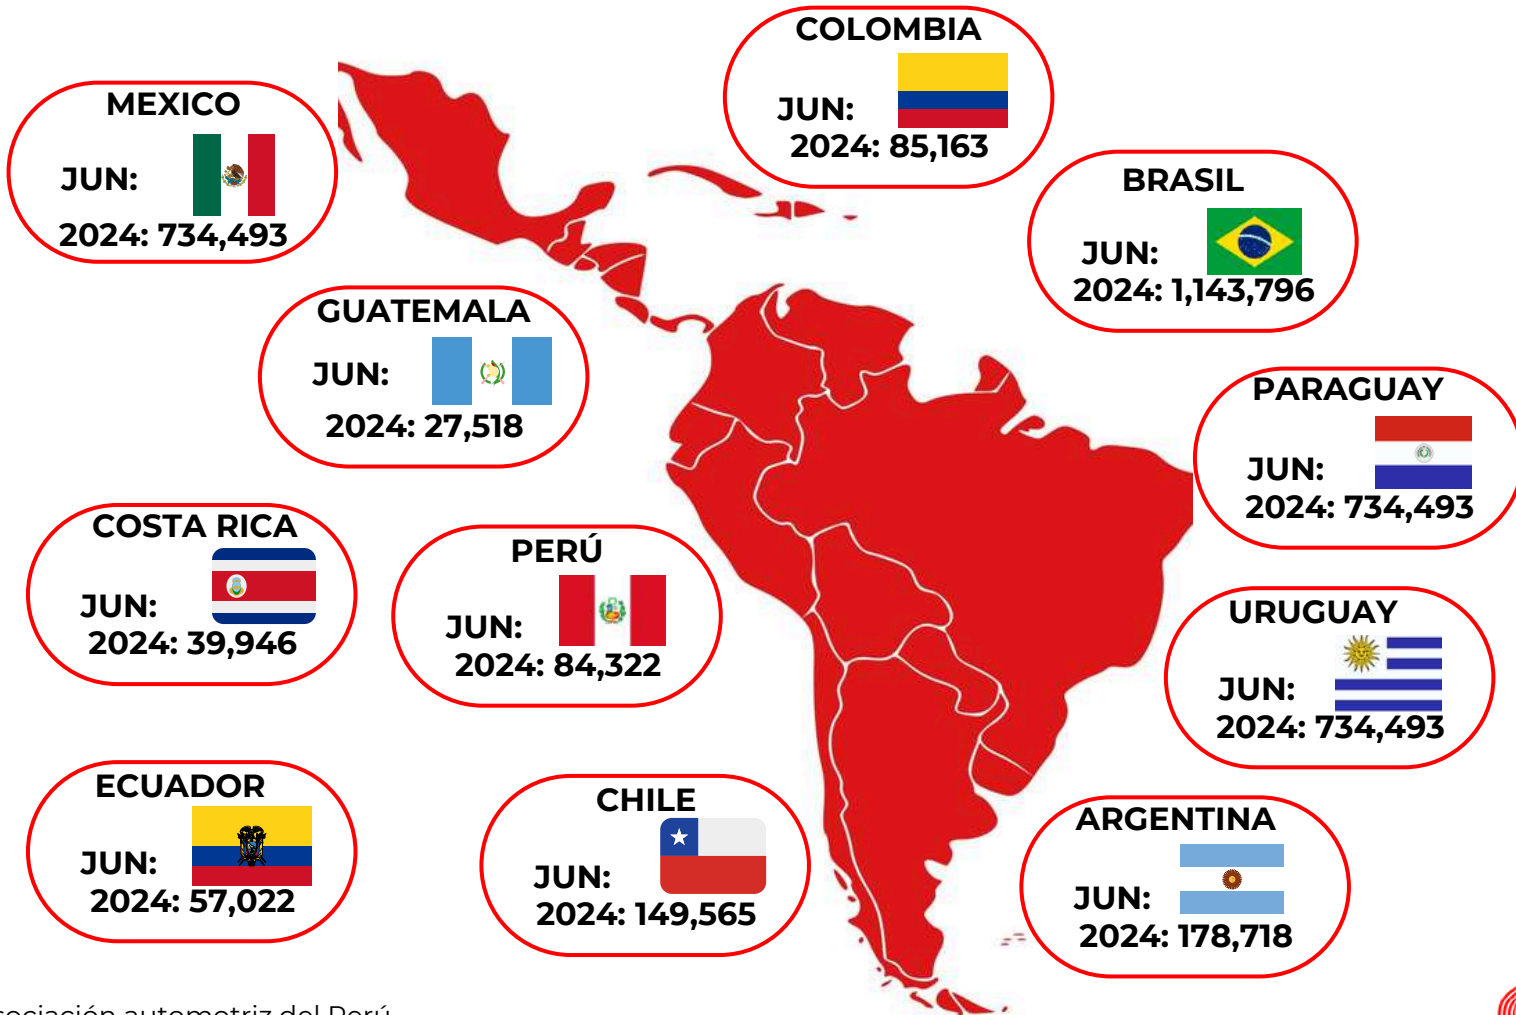 COLOMBIA
JUN:
2024: 85,163
MEXICO
JUN:
2024: 734,493
BRASIL
JUN:
2024: 1,143,796
GUATEMALA
JUN:
2024: 27,518
PARAGUAY
JUN:
2024: 734,493
COSTA RICA
JUN:
2024: 39,946
PERÚ
JUN:
2024: 84,322
URUGUAY
JUN:
2024: 734,493
ECUADOR
JUN:
2024: 57,022
CHILE
JUN:
2024: 149,565
ARGENTINA
JUN:
2024: 178,718
automotriz del Perú